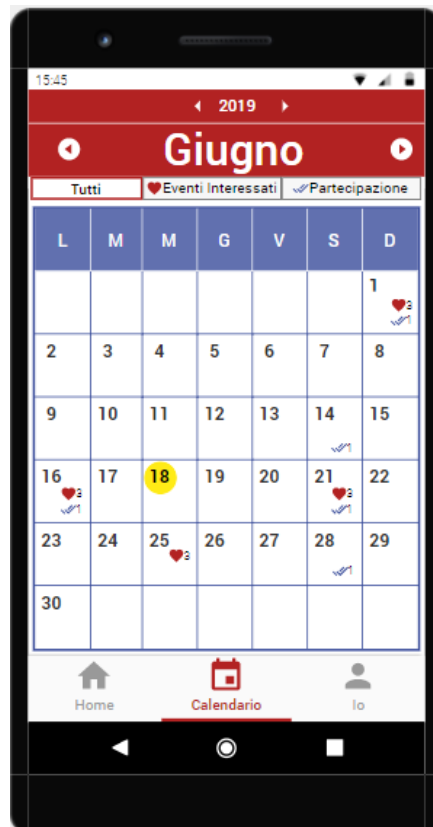 15:45
2019
Giugno
Tutti Eventi Interessati Partecipazione
L M M G V S D
1
3
1
2 3 4 5 6 7 8
9 10 11 12 13 14 15
1
16 17 18 19 20 21 22
3 3
1 1
23 24 25 26 27 28 29
3
1
30
Home Calendario Io